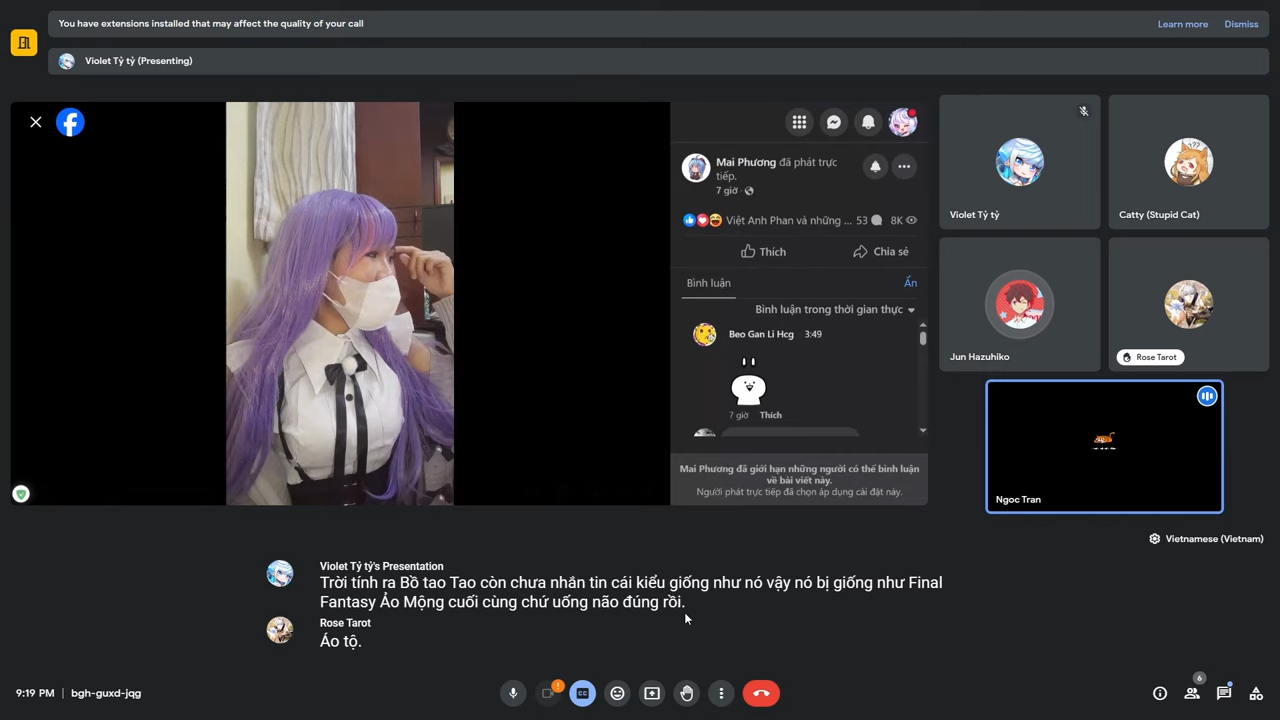 You have extensions installed that may affect the quality of your call
Learn more
Dismiss
Violet Tỷ tỷ (Presenting)
Mai Phương đã phát trực
tiếp.
7 giờ
Việt Anh Phan và những ... 53
8K
Thích
Chia sẻ
Bình luận
Ẩn
Bình luận trong thời gian thực
Beo Gan Li Hcg 3:49
7 giờ Thích
Mai Phương đã giới hạn những người có thể bình luận
về bài viết này.
Người phát trực tiếp đã chọn áp dụng cài đặt này.
Violet Tỷ tỷ
Catty (Stupid Cat)
???
Jun Hazuhiko
Rose Tarot
Ngoc Tran
Vietnamese (Vietnam)
Violet Tỷ tỷ's Presentation
Trời tính ra Bồ tao Tao còn chưa nhắn tin cái kiểu giống như nó vậy nó bị giống như Final
Fantasy Ảo Mộng cuối cùng chứ uống não đúng rồi.
Rose Tarot
Áo tộ.
9:19 PM | bgh-guxd-jqg
CC
6